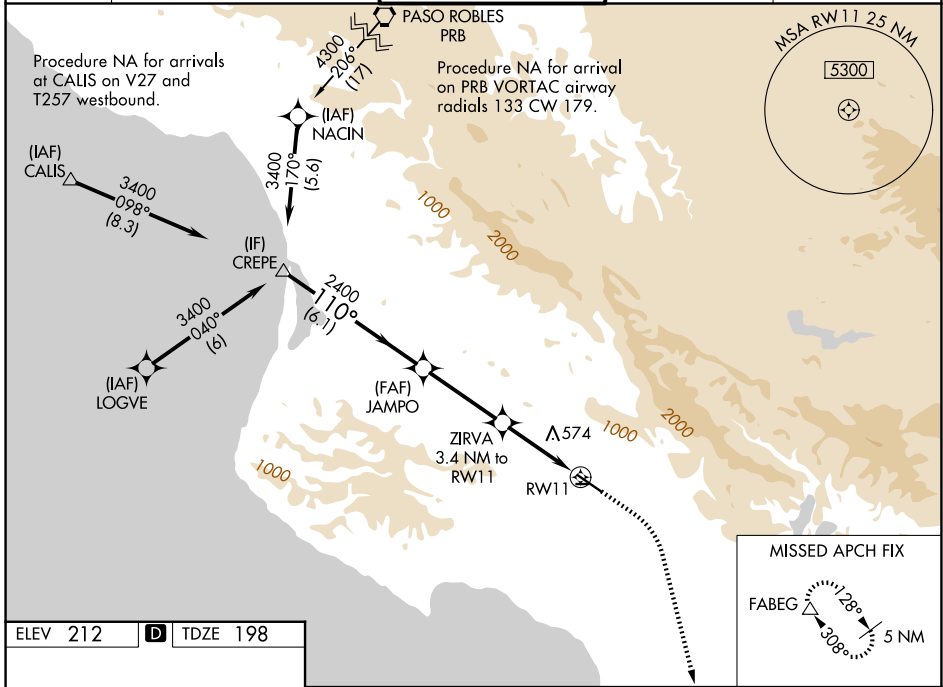 PASO ROBLES
PRB
MSA RW11 25 NM
5300
Procedure NA for arrivals
at CALIS on V27 and
T257 westbound.
4300
206°
(17)
Procedure NA for arrival
on PRB VORTAC airway
radials 133 CW 179.
(IAF)
NACIN
(IAF)
CALIS
3400
098°
(8.3)
3400
170°
(5.6)
1000
2000
(IF)
CREPE
2400
110°
(6.1)
3400
040°
(6)
(IAF)
LOGVE
(FAF)
JAMPO
ZIRVA
3.4 NM to
RW11
574
1000
2000
1000
RW11
MISSED APCH FIX
FABEG
128°
308°
5 NM
ELEV 212 D TDZE 198